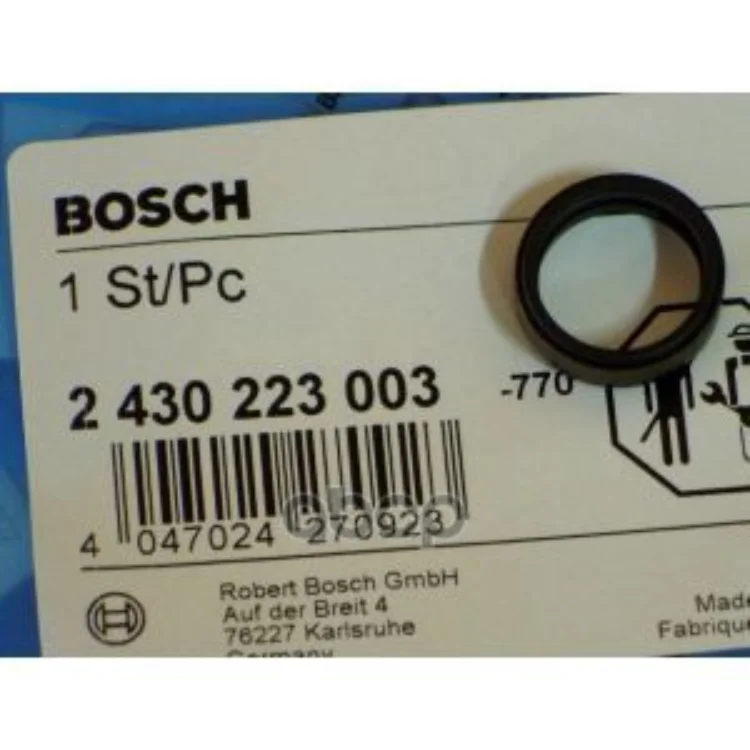 BOSCH
1 St/Pc
2 430 223 003
-770
4 047024 270923
Robert Bosch GmbH
Auf der Breit 4
76227 Karlsruhe
Germany
Made
Fabrique